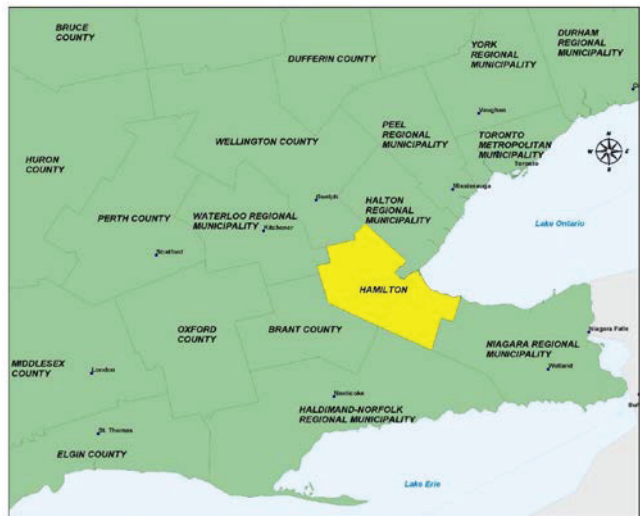 BRUCE
COUNTY
DUFFERIN COUNTY
YORK
REGIONAL
MUNICIPALITY
DURHAM
REGIONAL
MUNICIPALITY
Vaughan
WELLINGTON COUNTY
PEEL
REGIONAL
MUNICIPALITY
TORONTO
METROPOLITAN
MUNICIPALITY
Toronto
N
W E
S
HURON
COUNTY
Mississauga
Guelph
HALTON
REGIONAL
MUNICIPALITY
PERTH COUNTY
WATERLOO REGIONAL
MUNICIPALITY
Kitchener
Lake Ontario
Stratford
HAMILTON
OXFORD
COUNTY
BRANT COUNTY
Niagara Falls
NIAGARA REGIONAL
MUNICIPALITY
Welland
MIDDLESEX
COUNTY
London
Nanticoke
HALDIMAND-NORFOLK
REGIONAL MUNICIPALITY
St. Thomas
ELGIN COUNTY
Lake Erie